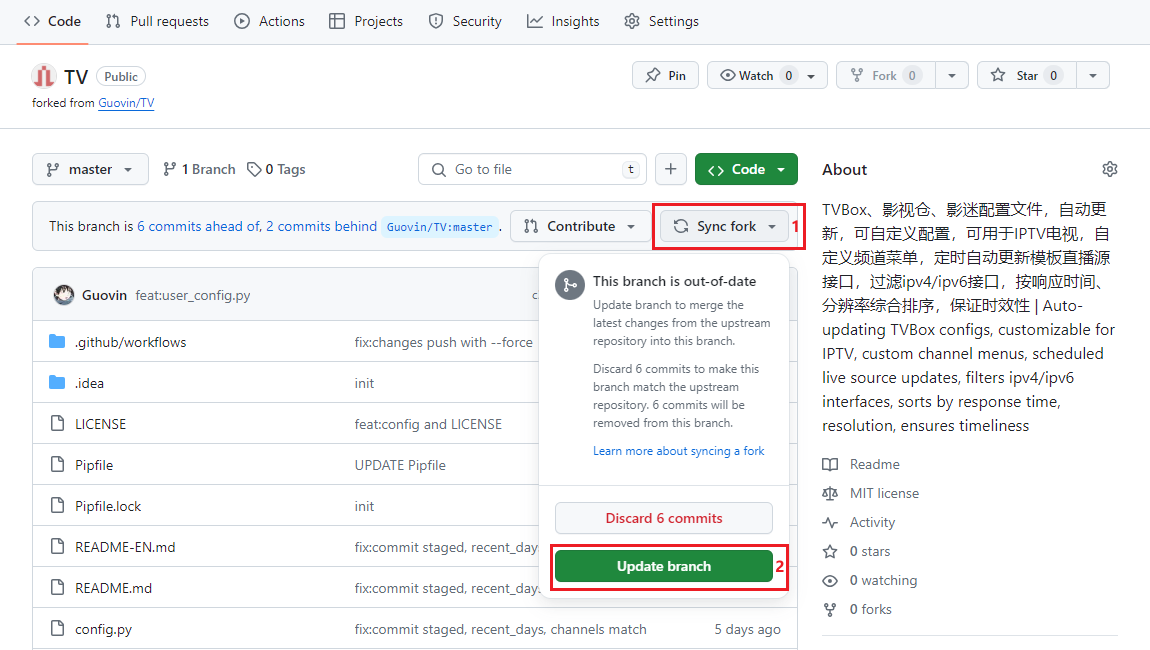 Code Pull requests Actions Projects Security Insights Settings
TV Public Pin Watch 0 Fork 0 Star 0
forked from Guovin/TV
master 1 Branch 0 Tags Go to file t Code
This branch is 6 commits ahead of, 2 commits behind Guovin/TV:master . Contribute Sync fork 1
This branch is out-of-date
Update branch to merge the
latest changes from the upstream
repository into this branch.
Discard 6 commits to make this
branch match the upstream
repository. 6 commits will be
removed from this branch.
Learn more about syncing a fork
Discard 6 commits
Update branch 2
Guovin feat:user_config.py
.github/workflows fix:changes push with --force
.idea init
LICENSE feat:config and LICENSE
Pipfile UPDATE Pipfile
Pipfile.lock init
README-EN.md fix:commit staged, recent_days
README.md fix:commit staged, recent_days
config.py fix:commit staged, recent_days, channels match 5 days ago
About
TVBox、影视仓、影迷配置文件，自动更
新，可自定义配置，可用于IPTV电视，自
定义频道菜单，定时自动更新模板直播源
接口，过滤ipv4/ipv6接口，按响应时间、
分辨率综合排序，保证时效性 | Auto-
updating TVBox configs, customizable for
IPTV, custom channel menus, scheduled
live source updates, filters ipv4/ipv6
interfaces, sorts by response time,
resolution, ensures timeliness
Readme
MIT license
Activity
0 stars
0 watching
0 forks